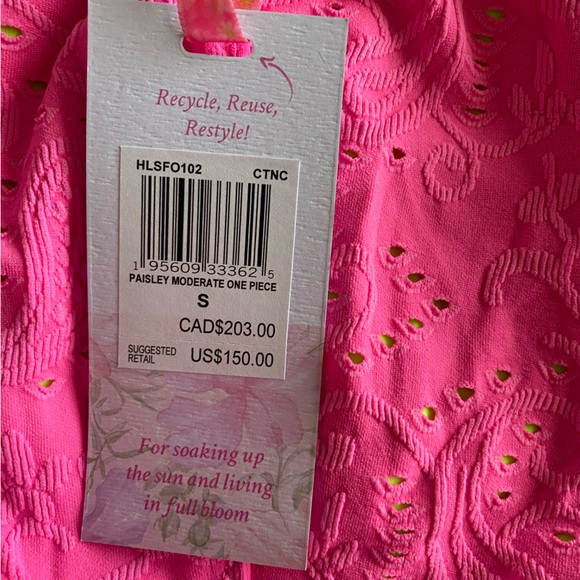 Recycle, Reuse,
Restyle!
HLSFO102 CTNC
1 95609 33362 5
PAISLEY MODERATE ONE PIECE
S
CAD$203.00
SUGGESTED
RETAIL US$150.00
For soaking up
the sun and living
in full bloom